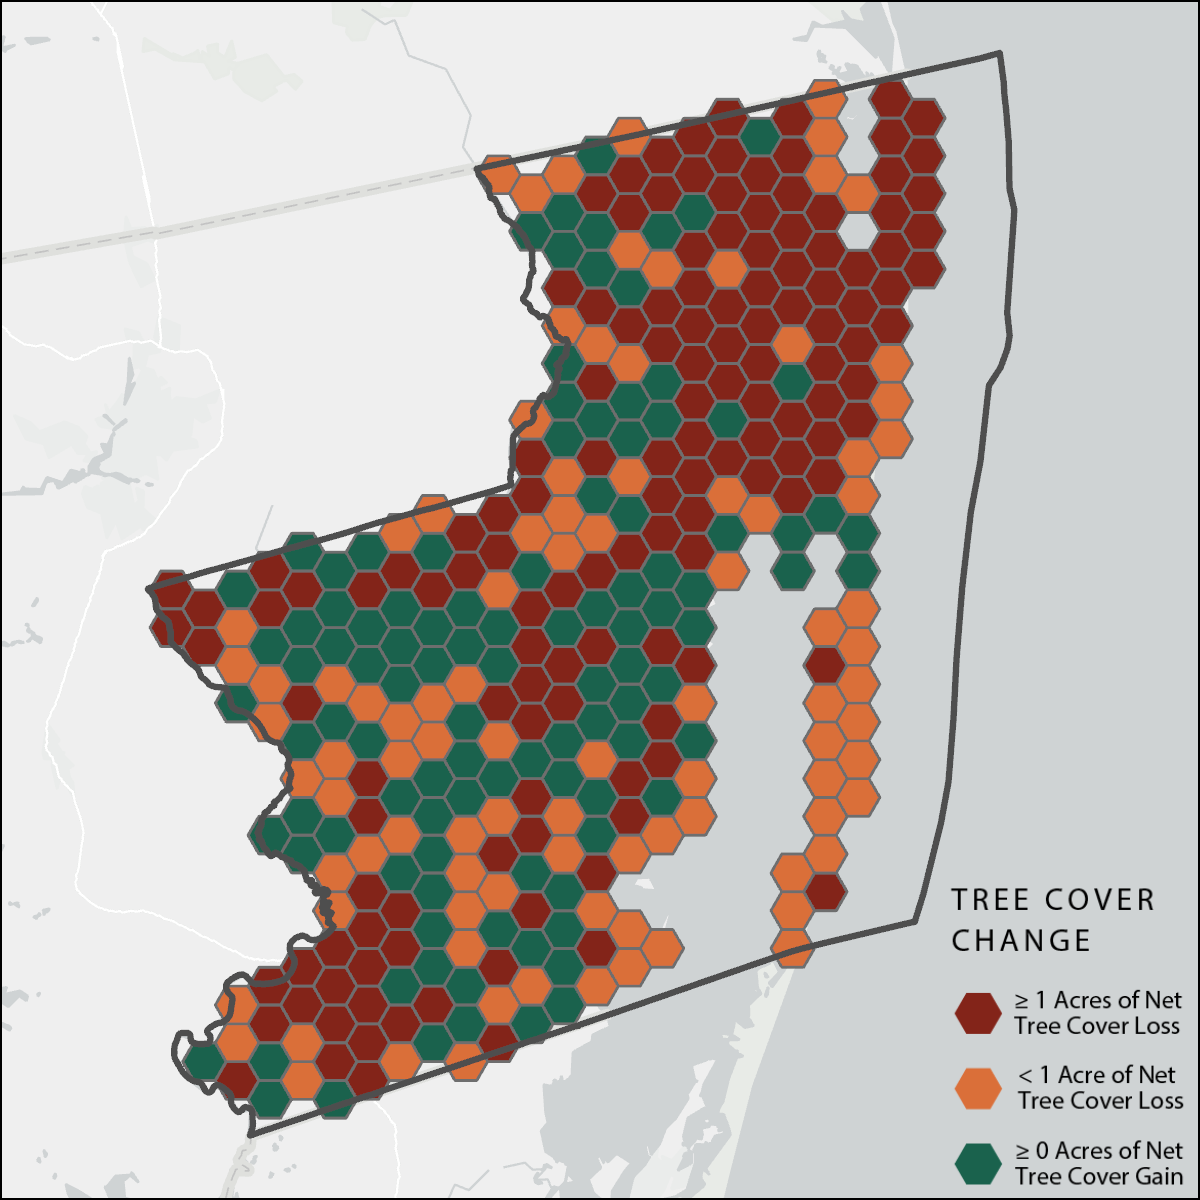 TREE COVER
CHANGE
≥ 1 Acres of Net
Tree Cover Loss
< 1 Acre of Net
Tree Cover Loss
≥ 0 Acres of Net
Tree Cover Gain